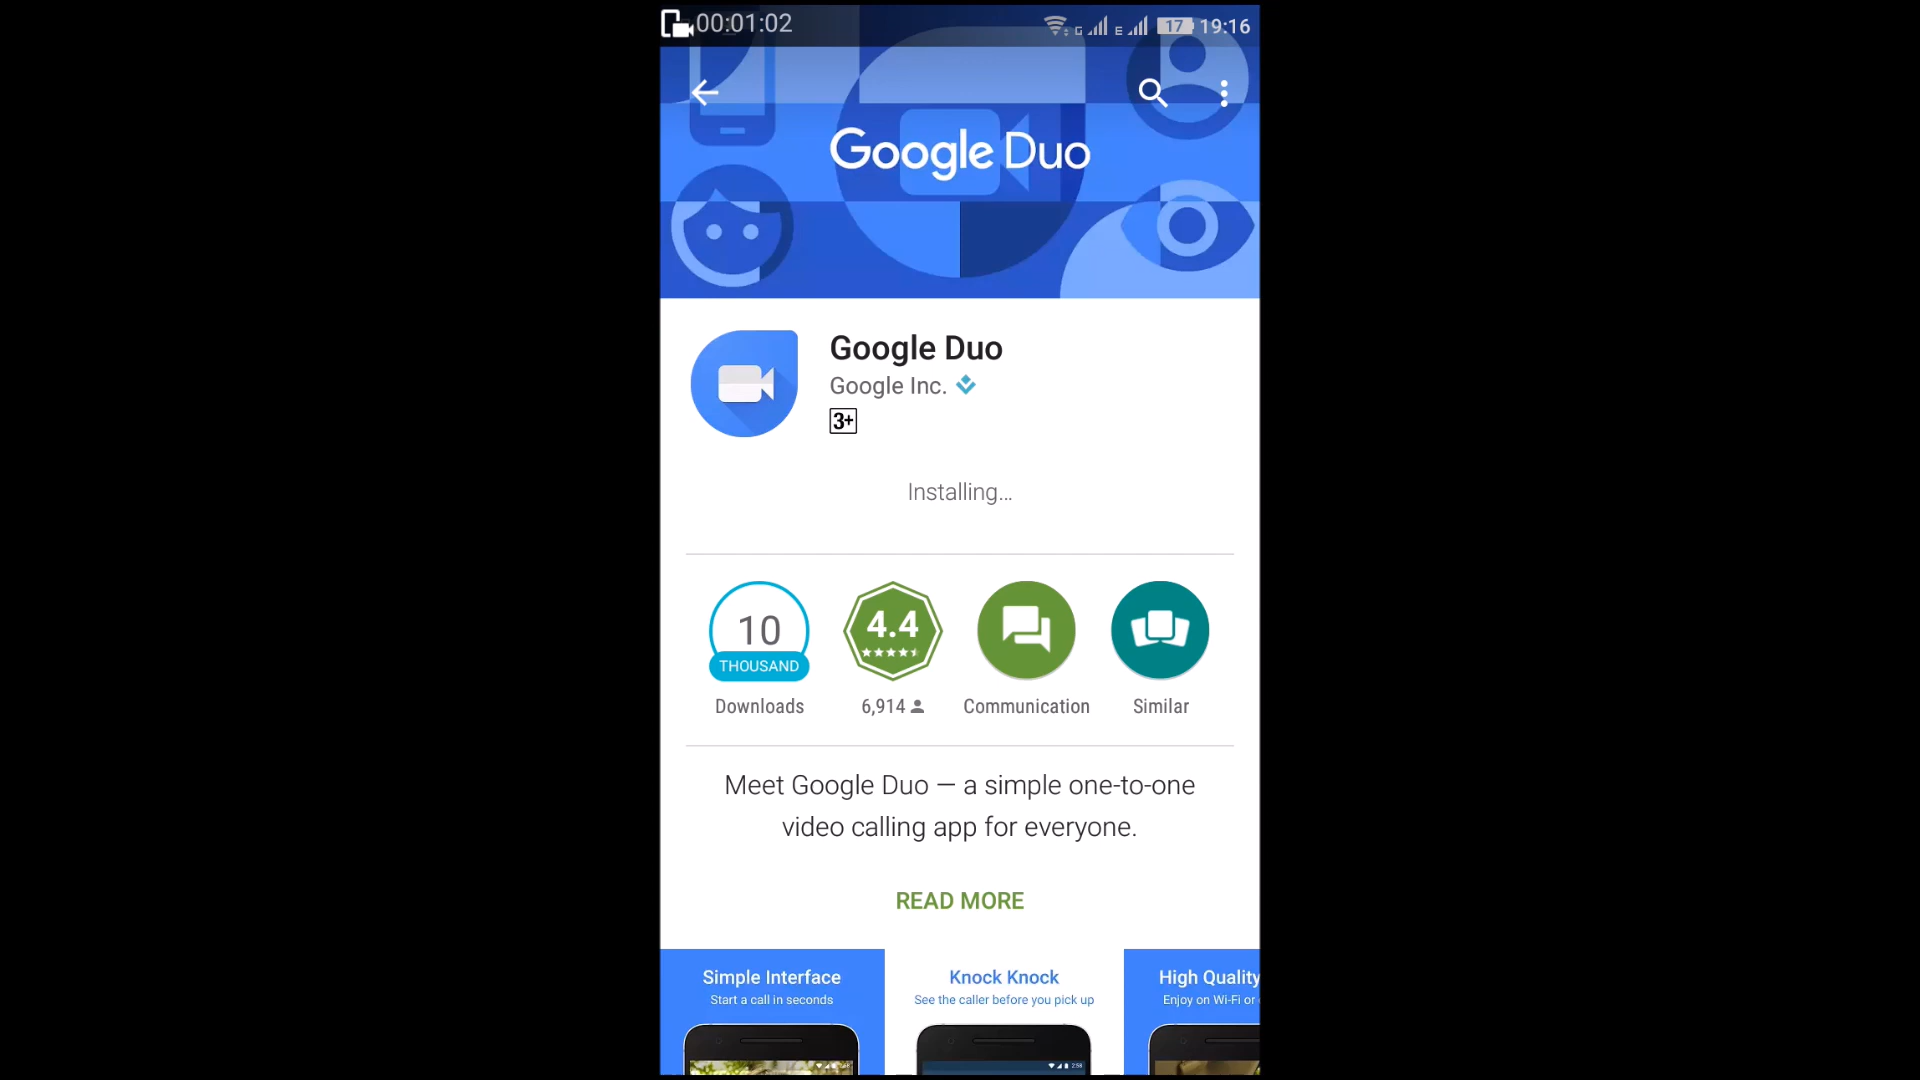 00:01:02
G
E
17
19:16
Google Duo
Google Duo
Google Inc.
3+
Installing...
10
THOUSAND
Downloads
4.4
6,914
Communication
Similar
Meet Google Duo — a simple one-to-one
video calling app for everyone.
READ MORE
Simple Interface
Start a call in seconds
Knock Knock
See the caller before you pick up
2:58
High Quality
Enjoy on Wi-Fi or